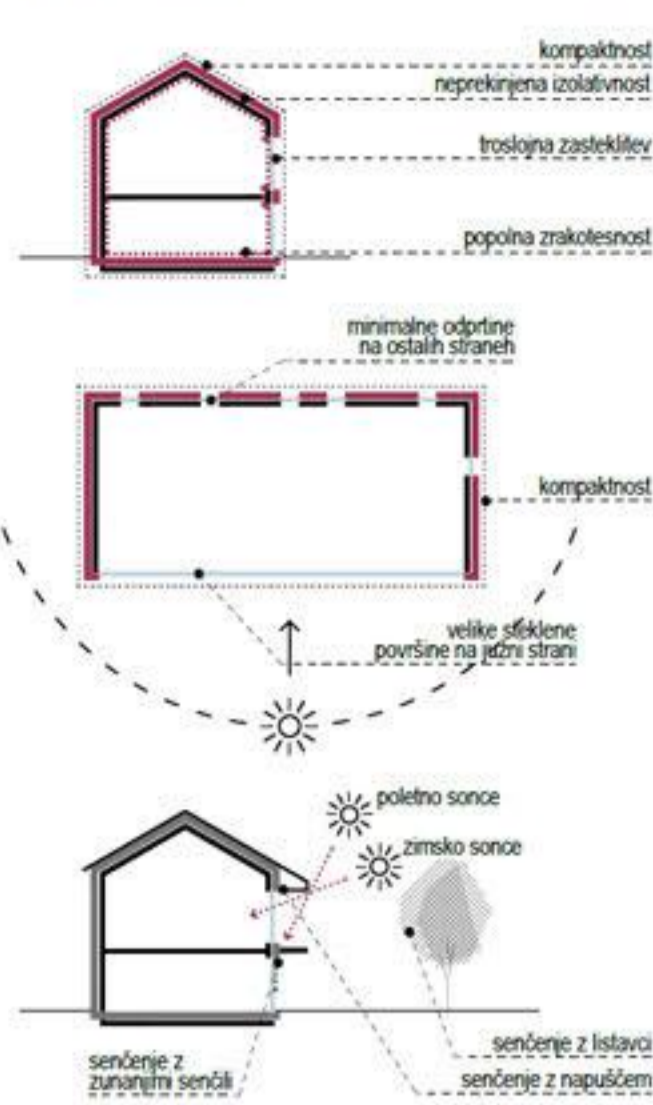 kompaktnost
neprekinjena izolativnost
troslojna zasteklitev
popolna zrakotesnost
minimalne odprtine
na ostalih straneh
kompaktnost
velike steklene
površine na južni strani
poletno sonce
zimsko sonce
senčenje z listavci
senčenje z
zunanjimi senčili
senčenje z napuščem